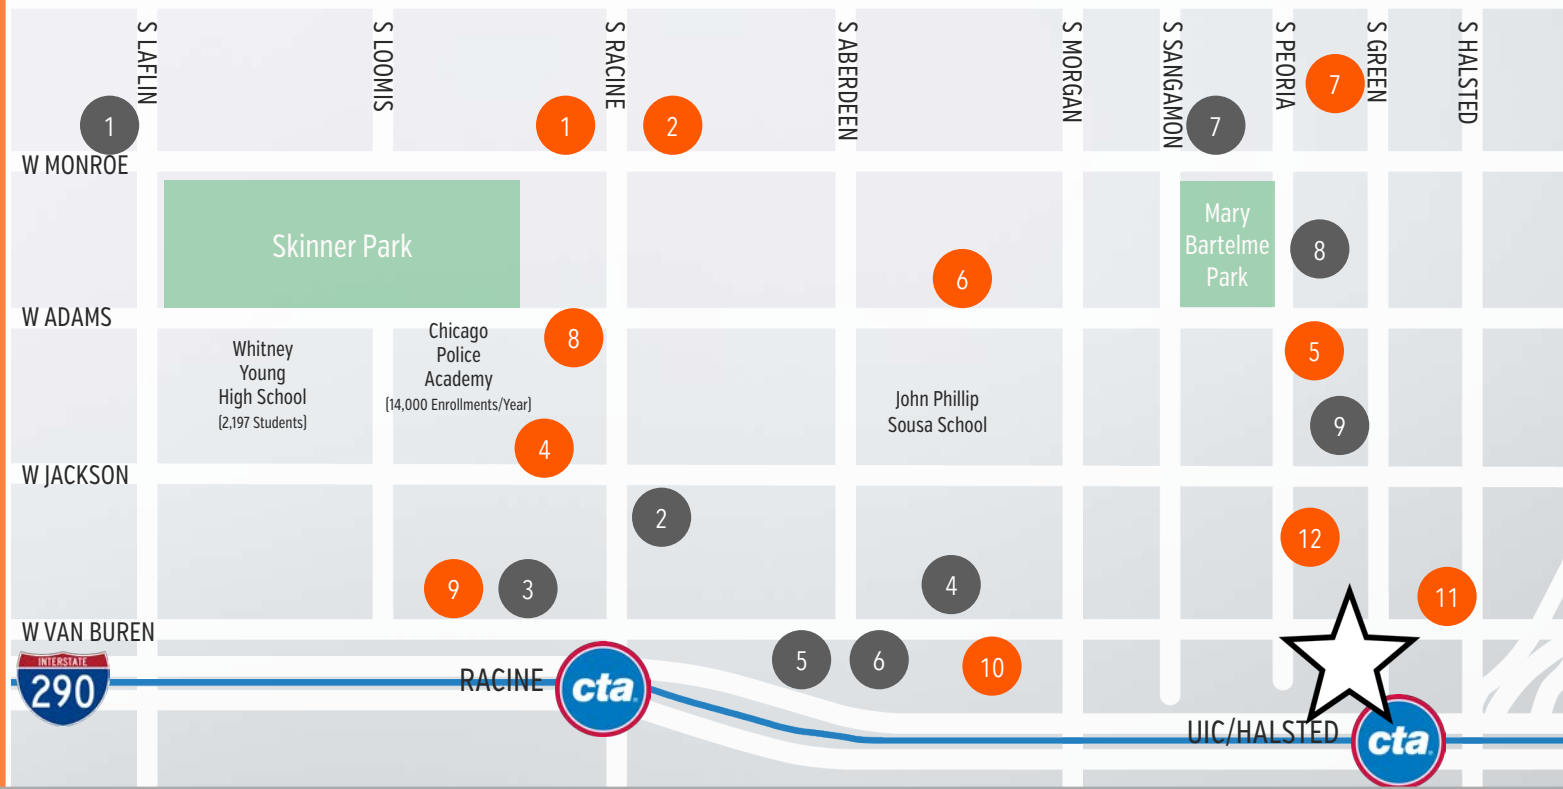 S LAFLIN
S LOOMIS
S RACINE
S ABERDEEN
S MORGAN
S SANGAMON
S PEORIA
S GREEN
S HALSTED
7
1
1
2
7
W MONROE
Skinner Park
Mary
Bartelme
Park
8
6
W ADAMS
Whitney
Young
High School
(2,197 Students)
Chicago
Police
Academy
(14,000 Enrollments/Year)
8
5
John Phillip
Sousa School
9
4
W JACKSON
2
12
9
3
4
11
W VAN BUREN
5
6
10
INTERSTATE
290
RACINE
cta
UIC/HALSTED
cta